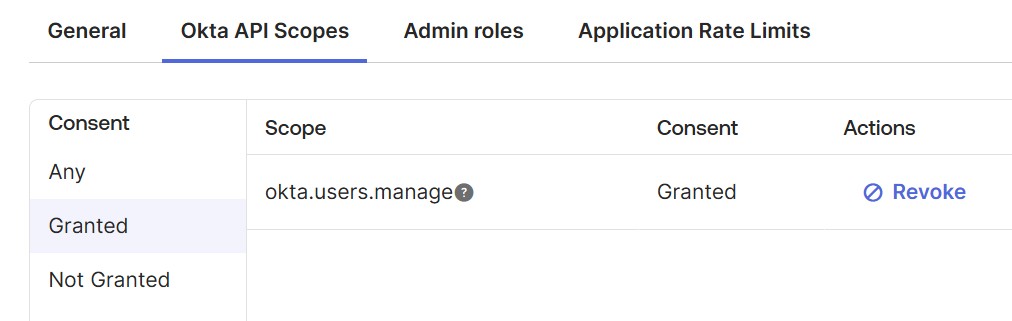 General Okta API Scopes Admin roles Application Rate Limits
Consent
Any
Granted
Not Granted
Scope Consent Actions
okta.users.manage ? Granted Revoke